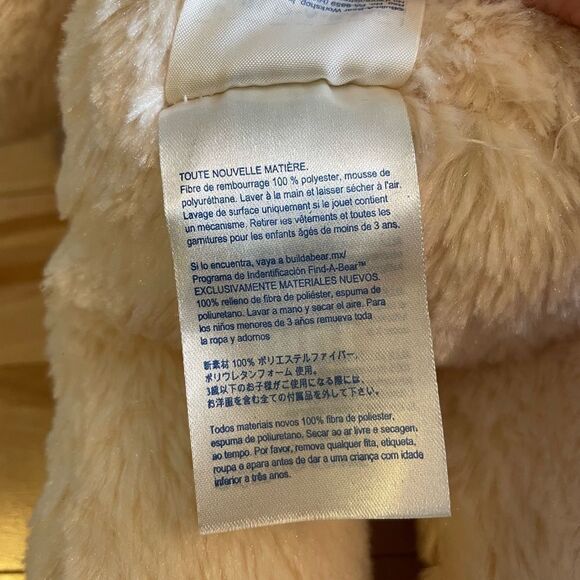 TOUTE NOUVELLE MATIÈRE.
Fibre de rembourrage 100 % polyester, mousse de
polyuréthane. Laver à la main et laisser sécher à l'air.
Lavage de surface uniquement si le jouet contient
un mecanisme. Retirer les vêtements et toutes les
garnitures pour les enfants âgés de moins de 3 ans.
Si lo encuentra, vaya a buildabear.mx/
Programa de Indentificación Find-A-Bear™
EXCLUSIVAMENTE MATERIALES NUEVOS.
100% relleno de fibra de poliéster, espuma de
poliuretano. Lavar a mano y secar el aire. Para
los niños menores de 3 años remueva toda
la ropa y adornos
新素材 100% ポリエステルファイバー,
ポリウレタンフォーム 使用。
3歳以下のお子様がご使用になる際には,
お洋服を含む全ての付属品を外して下さい。
Todos materiais novos 100% fibra de poliester,
espuma de poliuretano. Secar ao ar livre e secagem
ao tempo. Por favor, remova qualquer fita, etiqueta,
roupa e apara antes de dar a uma criança com idade
inferior a três anos.